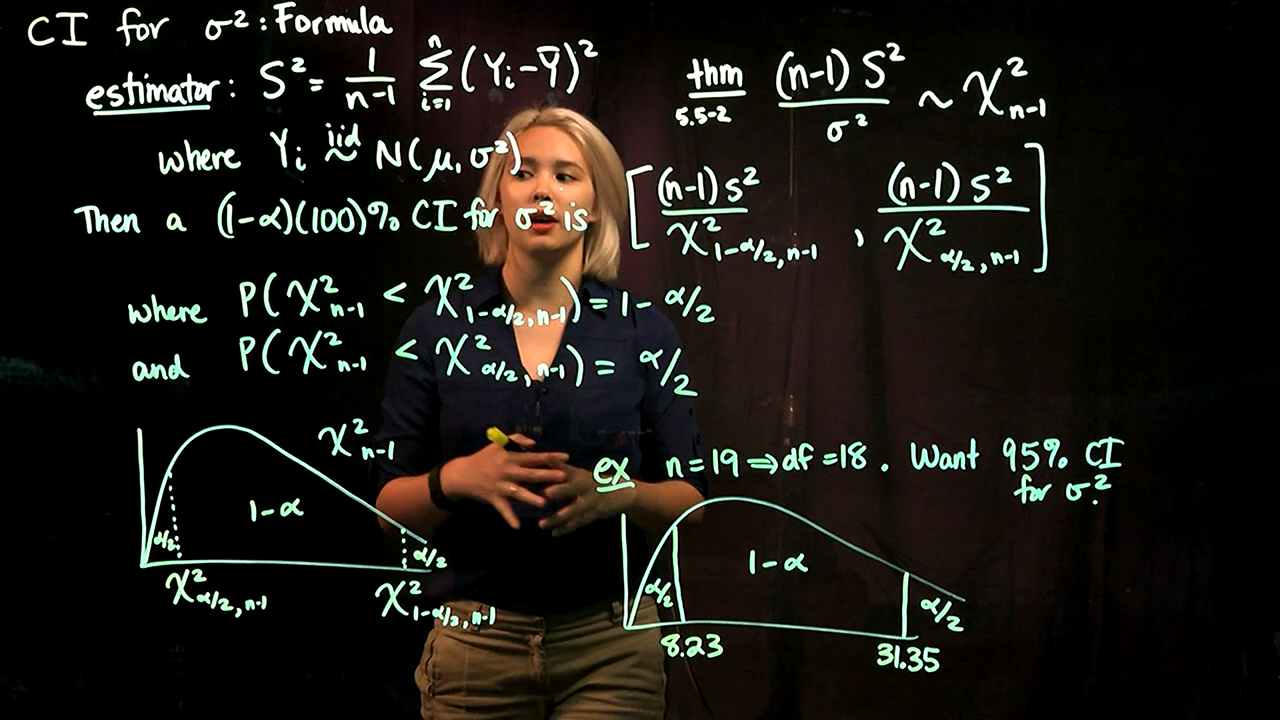 CI for σ²: Formula
estimator: S² = 1/(n-1) Σ_{i=1}^{n} (Yᵢ - Ȳ)²
thm 5.5-2 (n-1)S²/σ² ~ χ²_{n-1}
where Yᵢ iid ~ N(μ, σ²)
Then a (1-α)(100)% CI for σ² is [ (n-1)S²/χ²_{1-α/2, n-1} , (n-1)S²/χ²_{α/2, n-1} ]
where P(χ²_{n-1} < χ²_{1-α/2, n-1}) = 1 - α/2
and P(χ²_{n-1} < χ²_{α/2, n-1}) = α/2
χ²_{n-1}
1-α
α/2
α/2
χ²_{α/2, n-1}
χ²_{1-α/2, n-1}
ex n=19 ⇒ df=18. Want 95% CI
for σ².
1-α
α/2
α/2
8.23
31.35